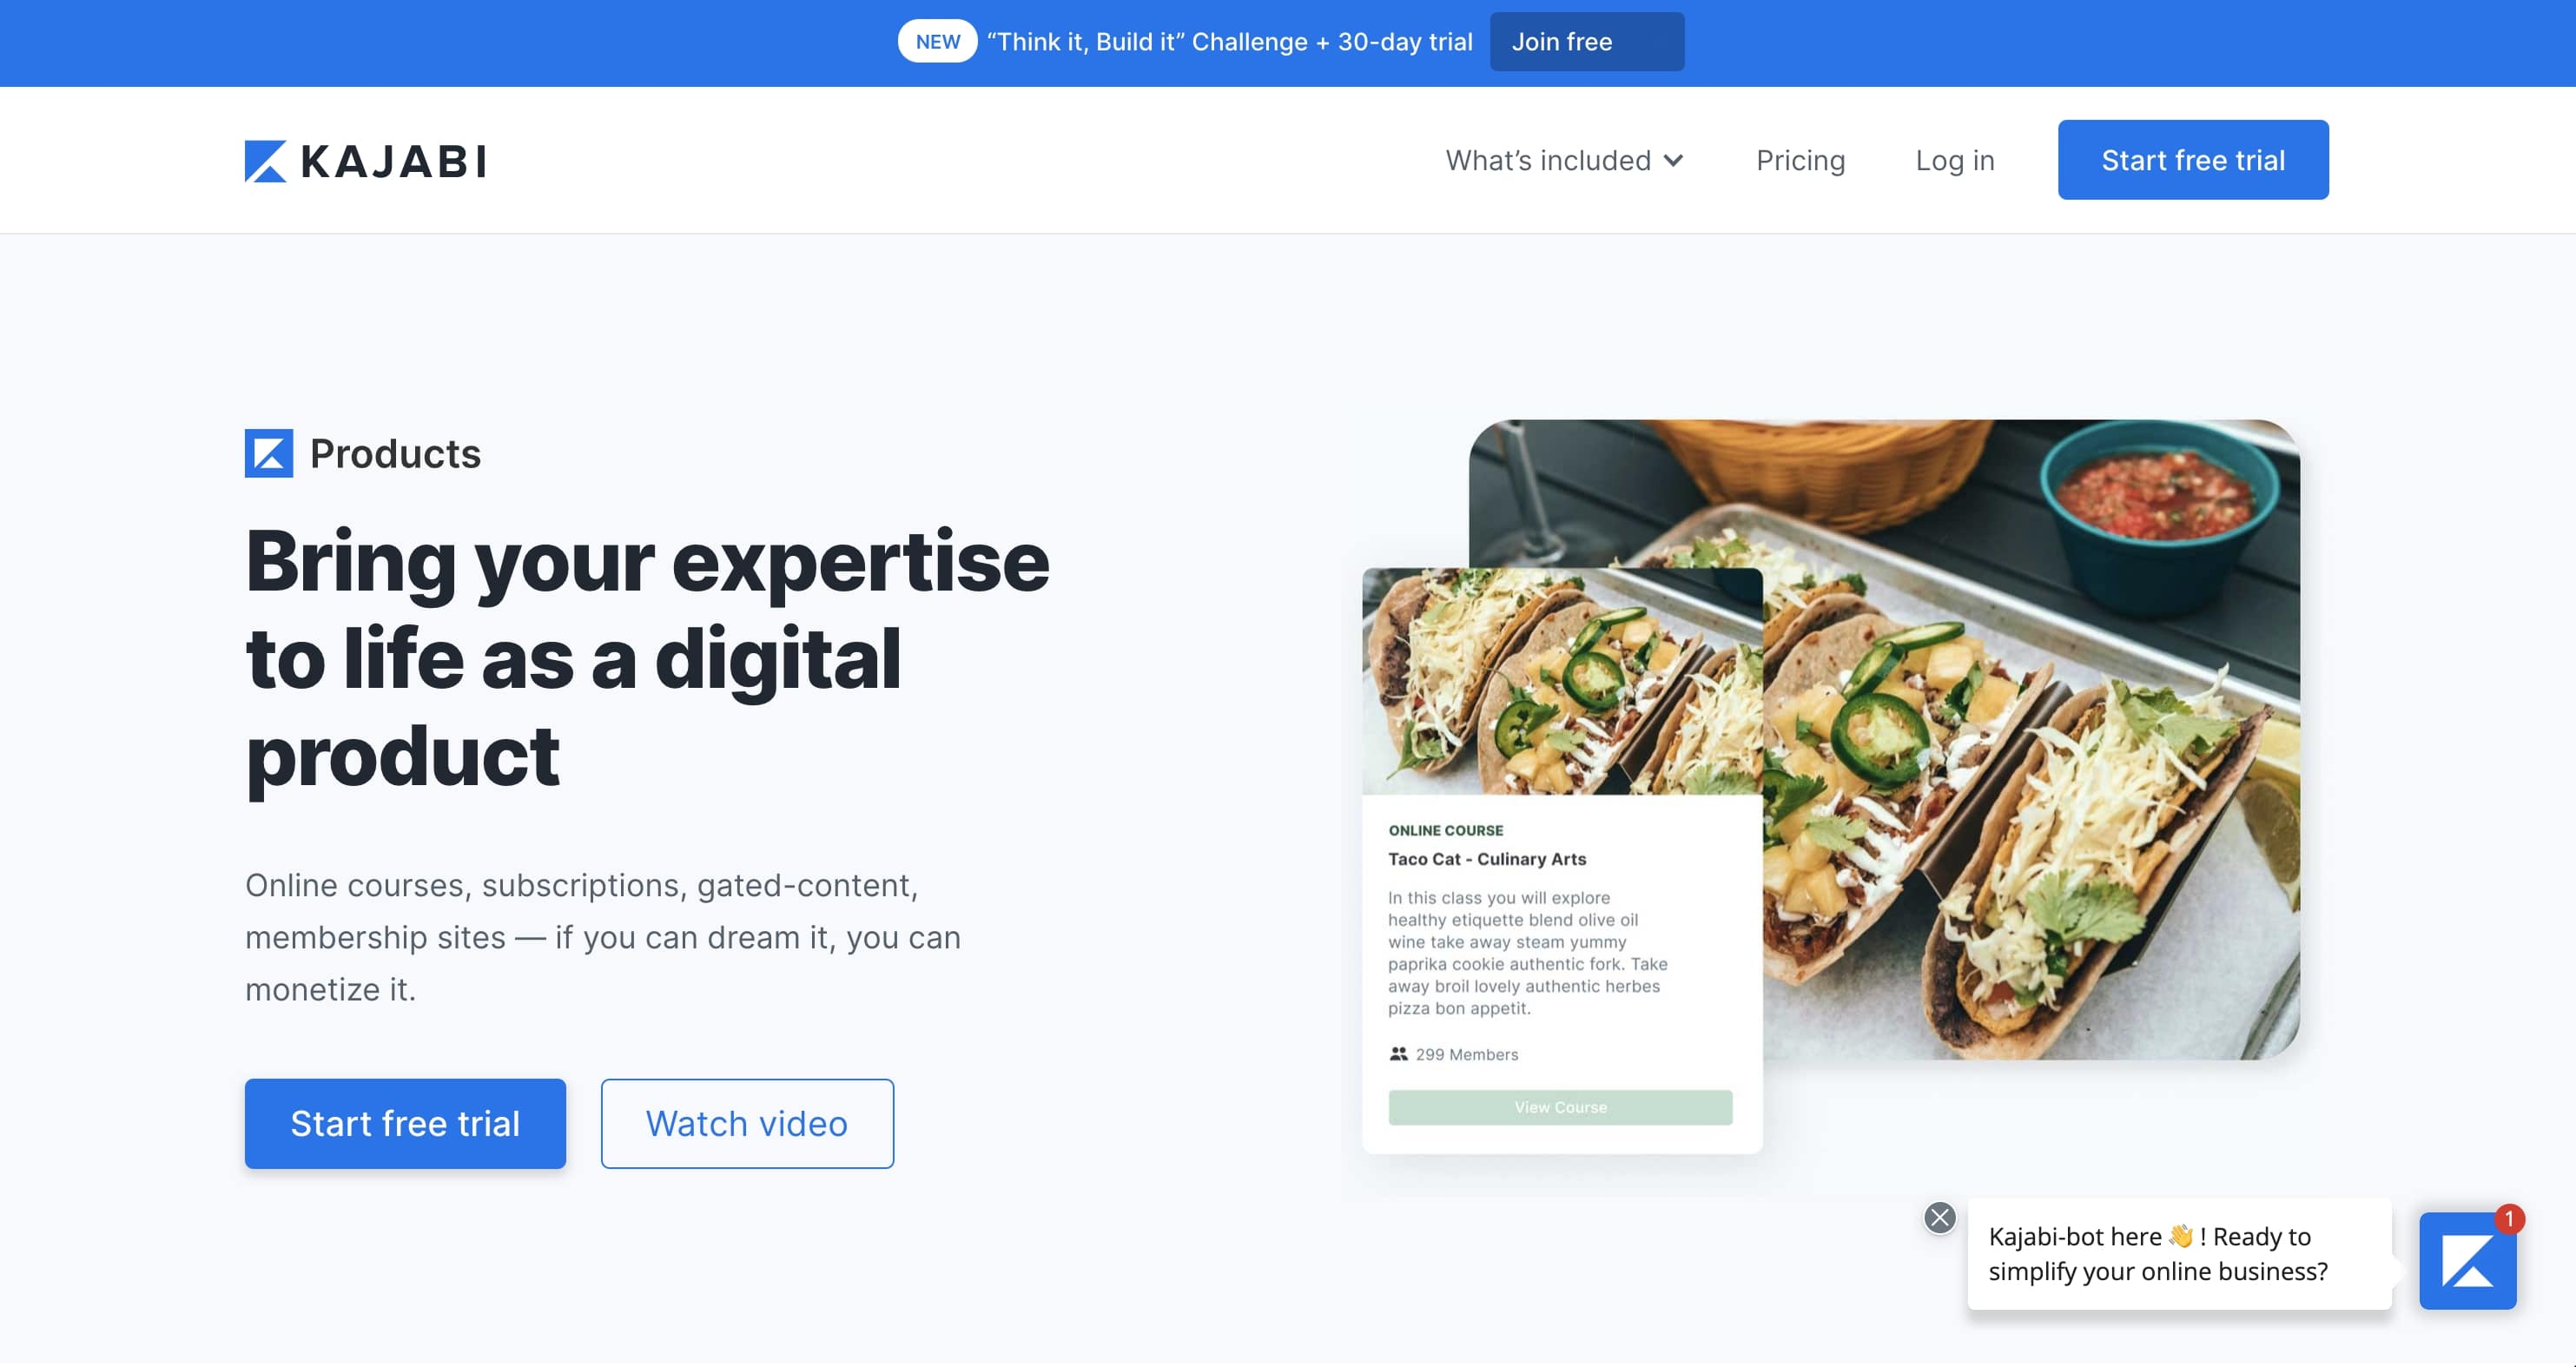 NEW “Think it, Build it” Challenge + 30-day trial Join free
KAJABI What’s included Pricing Log in Start free trial
Products
Bring your expertise
to life as a digital
product
Online courses, subscriptions, gated-content,
membership sites — if you can dream it, you can
monetize it.
Start free trial Watch video
ONLINE COURSE
Taco Cat - Culinary Arts
In this class you will explore
healthy etiquette blend olive oil
wine take away steam yummy
paprika cookie authentic fork. Take
away broil lovely authentic herbes
pizza bon appetit.
299 Members
View Course
Kajabi-bot here 👋 ! Ready to
simplify your online business?
1